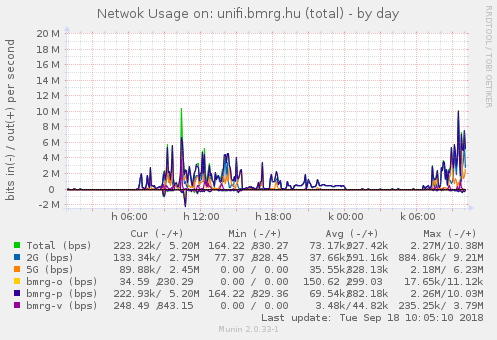 Netwok Usage on: unifi.bmrg.hu (total) - by day
RRDTOOL / TOBI OETIKER
bits in(-) / out(+) per second
20 M
18 M
16 M
14 M
12 M
10 M
8 M
6 M
4 M
2 M
0
-2 M
h 06:00 h 12:00 h 18:00 k 00:00 k 06:00
Cur (-/+) Min (-/+) Avg (-/+) Max (-/+)
Total (bps) 223.22k/ 5.20M 164.22 /830.27 73.17k/927.42k 2.27M/10.38M
2G (bps) 133.34k/ 2.75M 77.37 /828.45 37.66k/591.16k 884.86k/ 9.21M
5G (bps) 89.88k/ 2.45M 0.00 / 0.00 35.55k/328.13k 2.18M/ 6.23M
bmrg-o (bps) 34.59 /230.29 0.00 / 0.00 150.62 /299.03 17.65k/11.12k
bmrg-p (bps) 222.93k/ 5.20M 164.22 /829.36 69.54k/882.18k 2.26M/10.03M
bmrg-v (bps) 248.49 /843.15 0.00 / 0.00 3.48k/44.82k 235.25k/ 3.79M
Last update: Tue Sep 18 10:05:10 2018
Munin 2.0.33-1